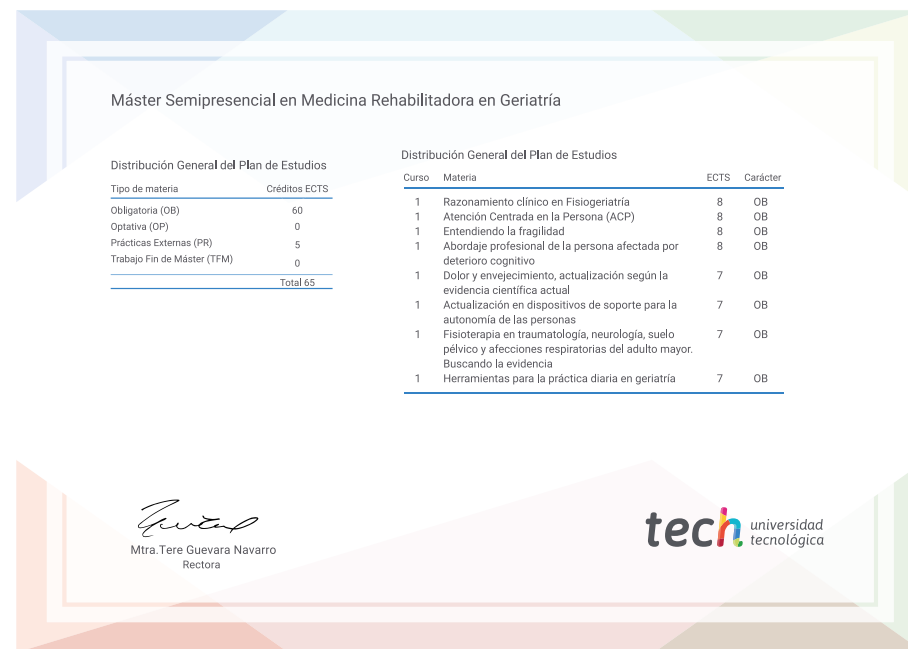 Máster Semipresencial en Medicina Rehabilitadora en Geriatría
Distribución General del Plan de Estudios
Tipo de materia Créditos ECTS
Obligatoria (OB) 60
Optativa (OP) 0
Prácticas Externas (PR) 5
Trabajo Fin de Máster (TFM) 0
Total 65
Distribución General del Plan de Estudios
Curso Materia ECTS Carácter
1 Razonamiento clínico en Fisiogeriatría 8 OB
1 Atención Centrada en la Persona (ACP) 8 OB
1 Entendiendo la fragilidad 8 OB
1 Abordaje profesional de la persona afectada por 8 OB
deterioro cognitivo
1 Dolor y envejecimiento, actualización según la 7 OB
evidencia científica actual
1 Actualización en dispositivos de soporte para la 7 OB
autonomía de las personas
1 Fisioterapia en traumatología, neurología, suelo 7 OB
pélvico y afecciones respiratorias del adulto mayor.
Buscando la evidencia
1 Herramientas para la práctica diaria en geriatría 7 OB
Mtra.Tere Guevara Navarro
Rectora
tech universidad
tecnológica